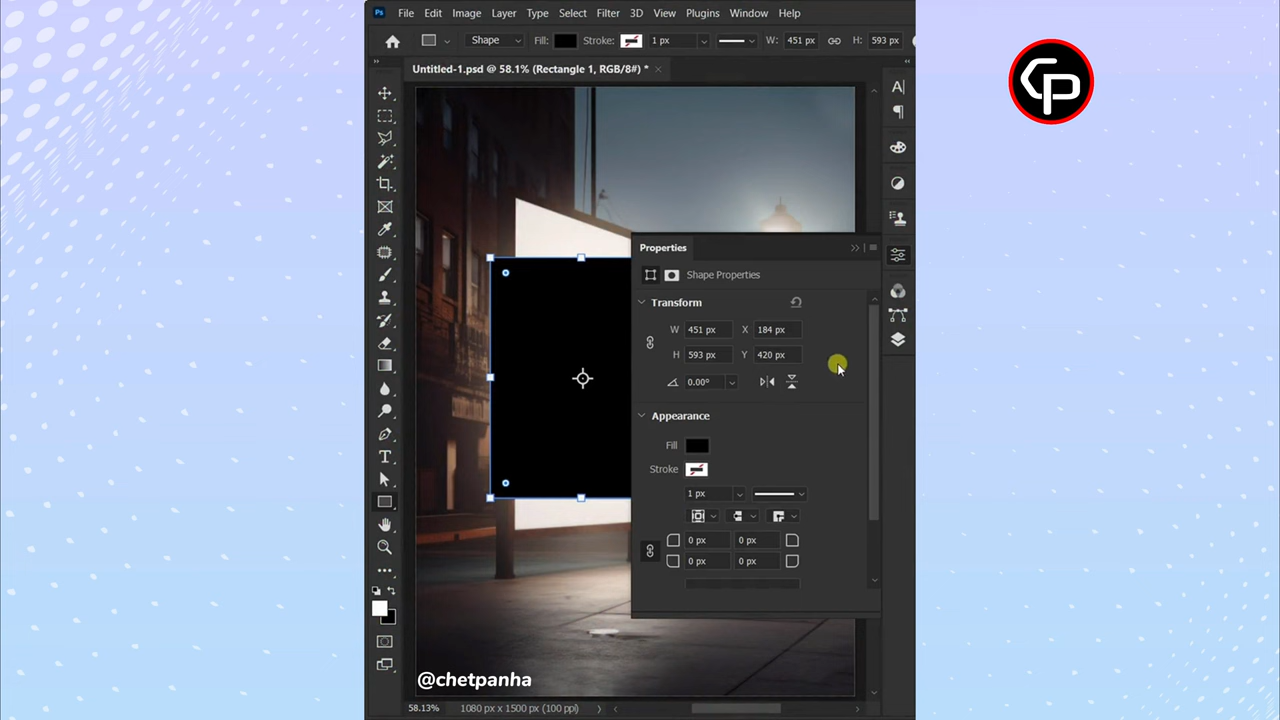 Ps File Edit Image Layer Type Select Filter 3D View Plugins Window Help
Shape Fill: Stroke: 1 px W: 451 px H: 593 px
Untitled-1.psd @ 58.1% (Rectangle 1, RGB/8#) * ×
CP
Properties
Shape Properties
Transform
W 451 px X 184 px
H 593 px Y 420 px
0.00°
Appearance
Fill
Stroke
1 px
0 px 0 px
0 px 0 px
@chetpanha
58.13% 1080 px x 1500 px (100 ppi)